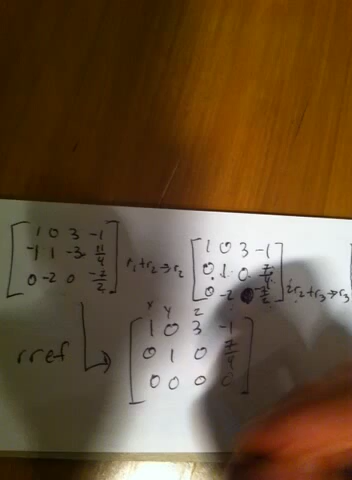 1 0 3 -1
-1 1 -3 11/4
0 -2 0 -7/2
r₁+r₂→r₂
1 0 3 -1
0 1 0 7/4
0 -2 -7/2
2r₂+r₃→r₃
x y z
rref
1 0 3 -1
0 1 0 7/4
0 0 0 0